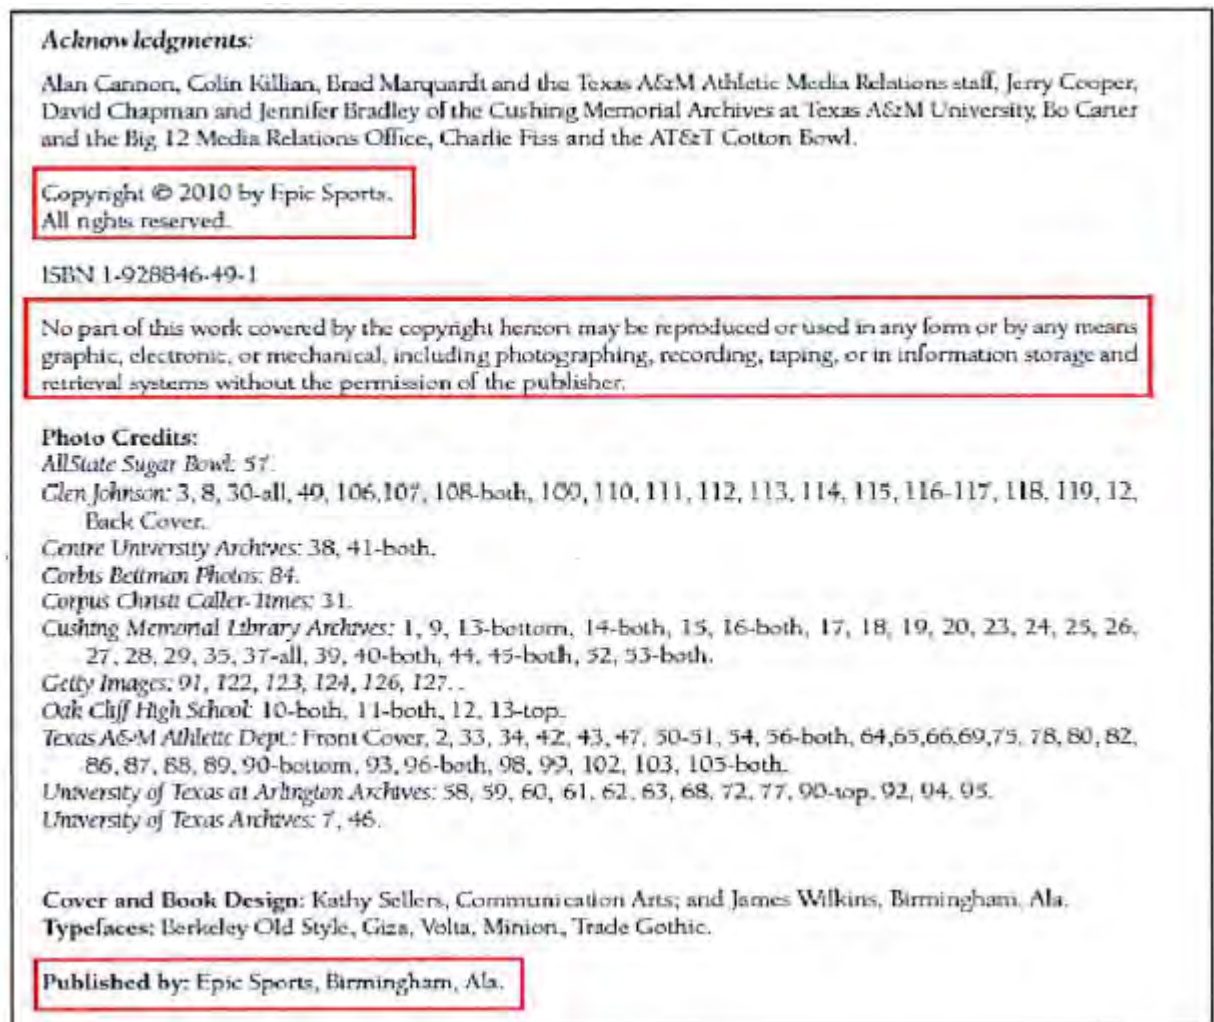 Acknowledgments:
Alan Cannon, Colin Killian, Brad Marquardt and the Texas A&M Athletic Media Relations staff, Jerry Cooper,
David Chapman and Jennifer Bradley of the Cushing Memorial Archives at Texas A&M University, Bo Carter
and the Big 12 Media Relations Office, Charlie Fiss and the AT&T Cotton Bowl.
Copyright © 2010 by Epic Sports.
All rights reserved.
ISBN 1-928846-49-1
No part of this work covered by the copyright hereon may be reproduced or used in any form or by any means
graphic, electronic, or mechanical, including photographing, recording, taping, or in information storage and
retrieval systems without the permission of the publisher.
Photo Credits:
AllState Sugar Bowl: 57.
Glen Johnson: 3, 8, 30-all, 49, 106,107, 108-both, 109, 110, 111, 112, 113, 114, 115, 116-117, 118, 119, 12,
Back Cover.
Centre University Archives: 38, 41-both.
Corbis Bettman Photos: 84.
Corpus Christi Caller-Times: 31.
Cushing Memorial Library Archives: 1, 9, 13-bottom, 14-both, 15, 16-both, 17, 18, 19, 20, 23, 24, 25, 26,
27, 28, 29, 35, 37-all, 39, 40-both, 44, 45-both, 52, 53-both.
Getty Images: 91, 122, 123, 124, 126, 127. .
Oak Cliff High School: 10-both, 11-both, 12, 13-top.
Texas A&M Athletic Dept.: Front Cover, 2, 33, 34, 42, 43, 47, 50-51, 54, 56-both, 64,65,66,69,75, 78, 80, 82,
86, 87, 88, 89, 90-bottom, 93, 96-both, 98, 99, 102, 103, 105-both.
University of Texas at Arlington Archives: 58, 59, 60, 61, 62, 63, 68, 72, 77, 90-top, 92, 94, 95.
University of Texas Archives: 7, 46.
Cover and Book Design: Kathy Sellers, Communication Arts; and James Wilkins, Birmingham, Ala.
Typefaces: Berkeley Old Style, Giza, Volta, Minion, Trade Gothic.
Published by: Epic Sports, Birmingham, Ala.